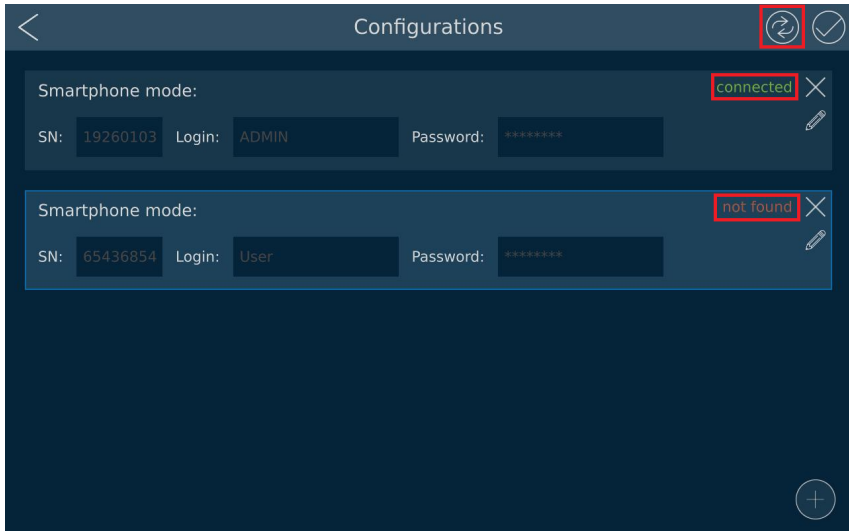 Configurations
Smartphone mode: connected
SN: 19260103 Login: ADMIN Password: ********
Smartphone mode: not found
SN: 65436854 Login: User Password: ********